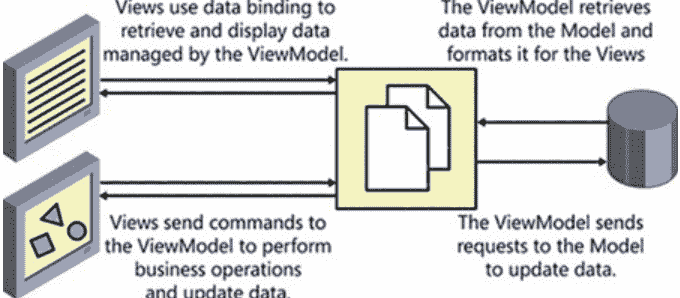 Views use data binding to
retrieve and display data
managed by the ViewModel.
The ViewModel retrieves
data from the Model and
formats it for the Views
Views send commands to
the ViewModel to perform
business operations
and update data.
The ViewModel sends
requests to the Model
to update data.